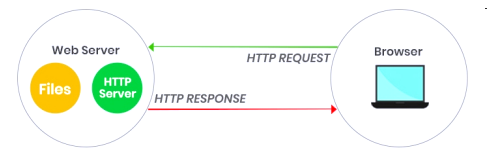 Web Server
Browser
HTTP REQUEST
Files
HTTP
Server
HTTP RESPONSE